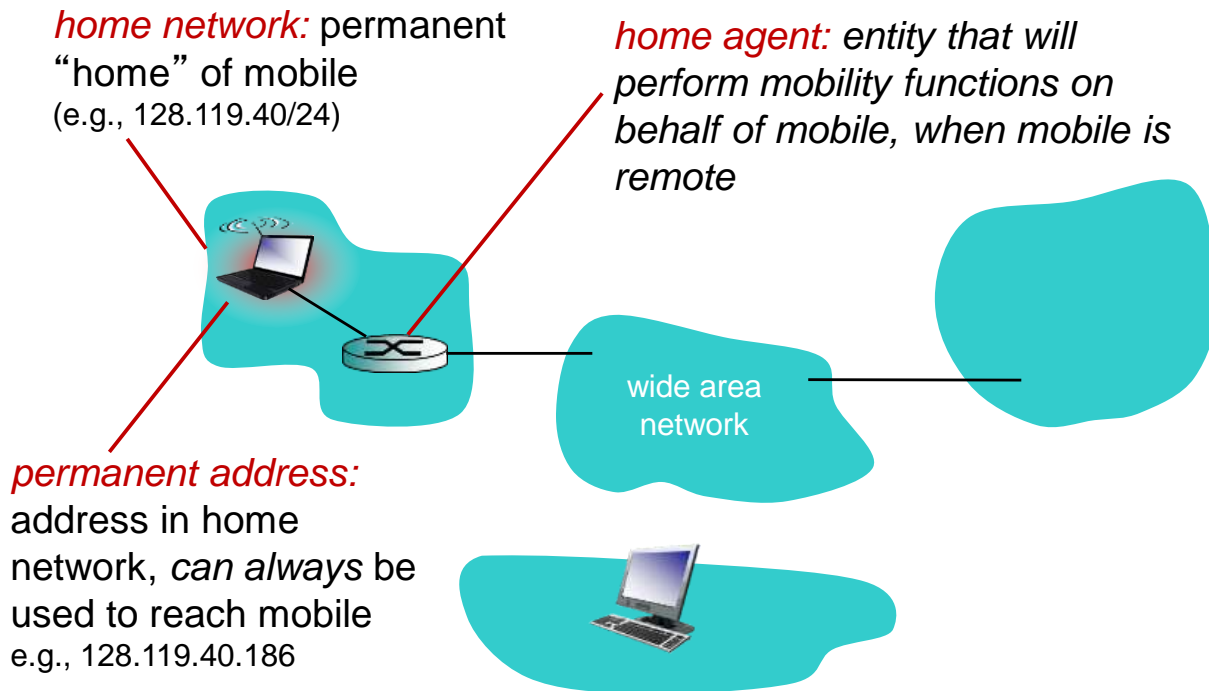 home network: permanent
“home” of mobile
(e.g., 128.119.40/24)
home agent: entity that will
perform mobility functions on
behalf of mobile, when mobile is
remote
wide area
network
permanent address:
address in home
network, can always be
used to reach mobile
e.g., 128.119.40.186